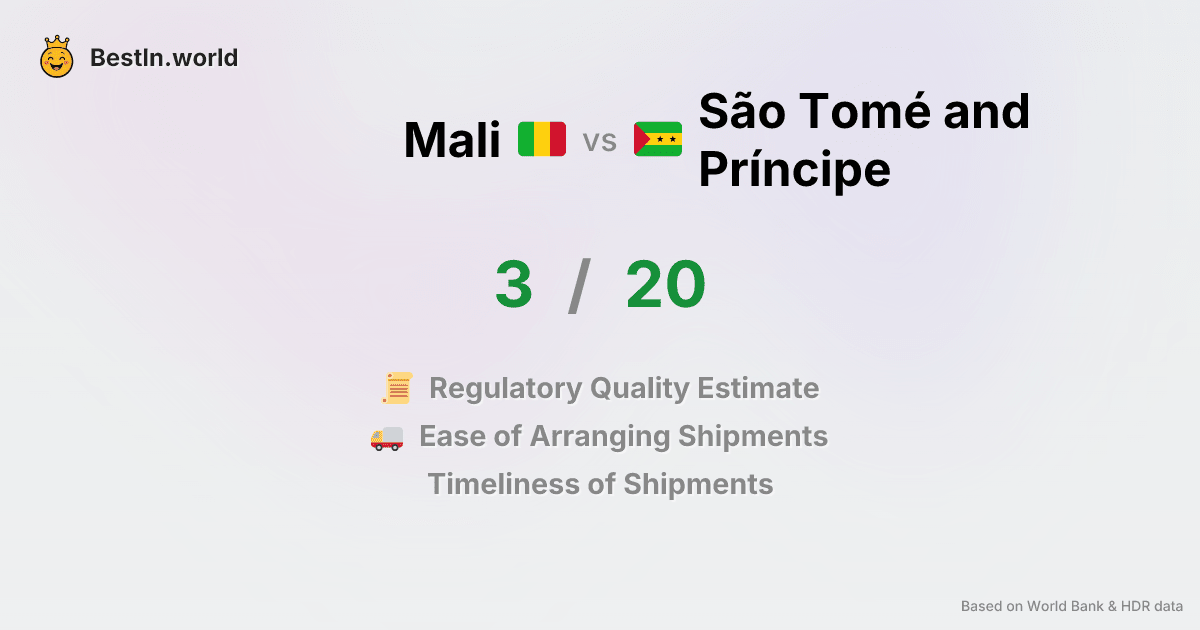 BestIn.world
Mali vs São Tomé and
Príncipe
3 / 20
Regulatory Quality Estimate
Ease of Arranging Shipments
Timeliness of Shipments
Based on World Bank & HDR data